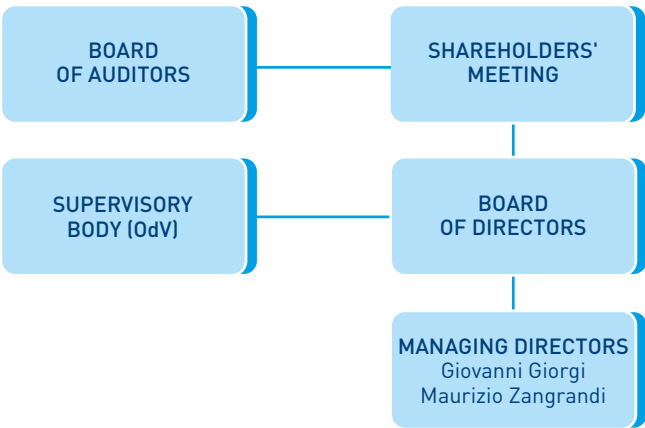 BOARD
OF AUDITORS
SHAREHOLDERS'
MEETING
SUPERVISORY
BODY (OdV)
BOARD
OF DIRECTORS
MANAGING DIRECTORS
Giovanni Giorgi
Maurizio Zangrandi